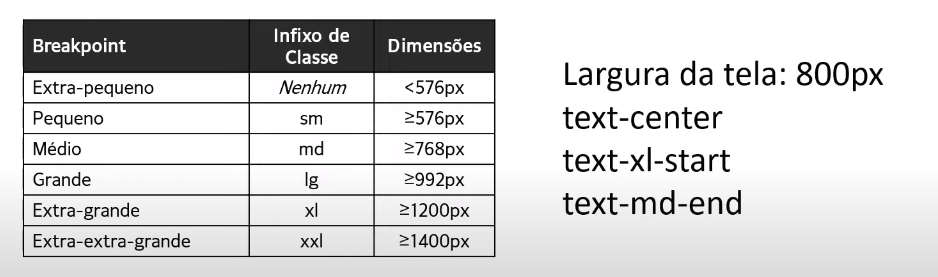 Breakpoint Infixo de Classe Dimensões
Extra-pequeno Nenhum <576px
Pequeno sm ≥576px
Médio md ≥768px
Grande lg ≥992px
Extra-grande xl ≥1200px
Extra-extra-grande xxl ≥1400px
Largura da tela: 800px
text-center
text-xl-start
text-md-end